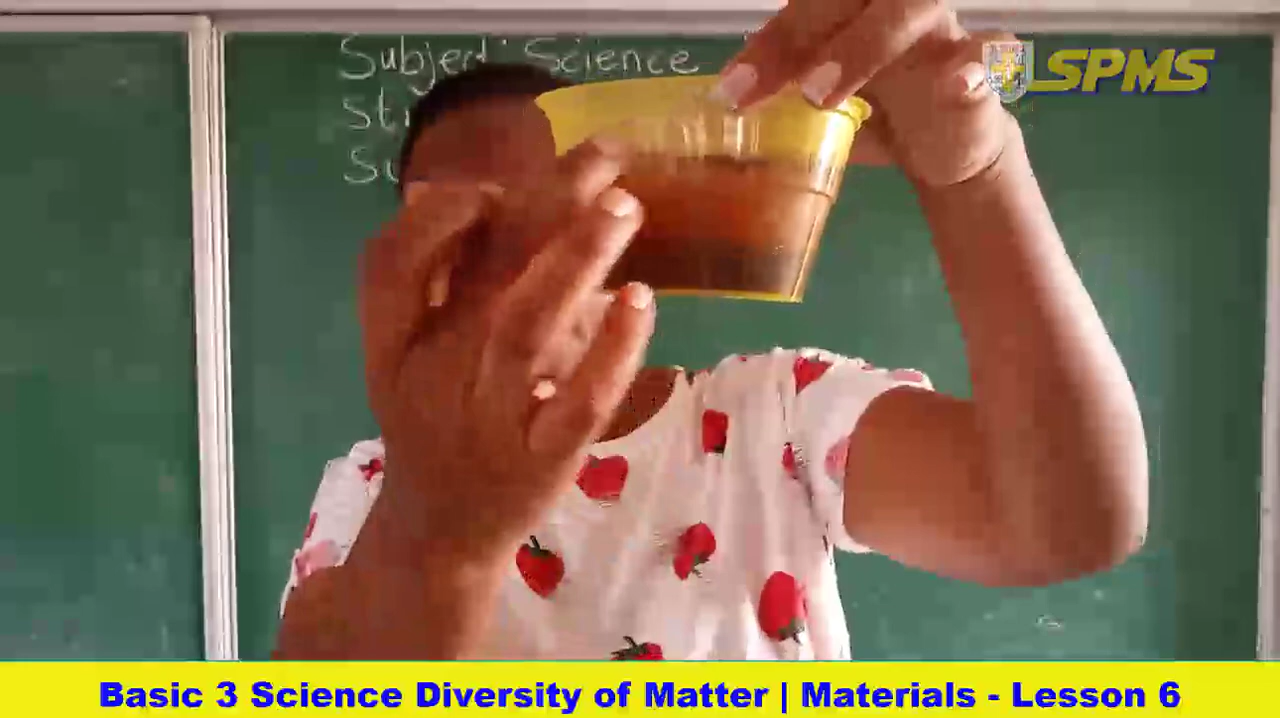 Subject: Science
SPMS
Basic 3 Science Diversity of Matter | Materials - Lesson 6